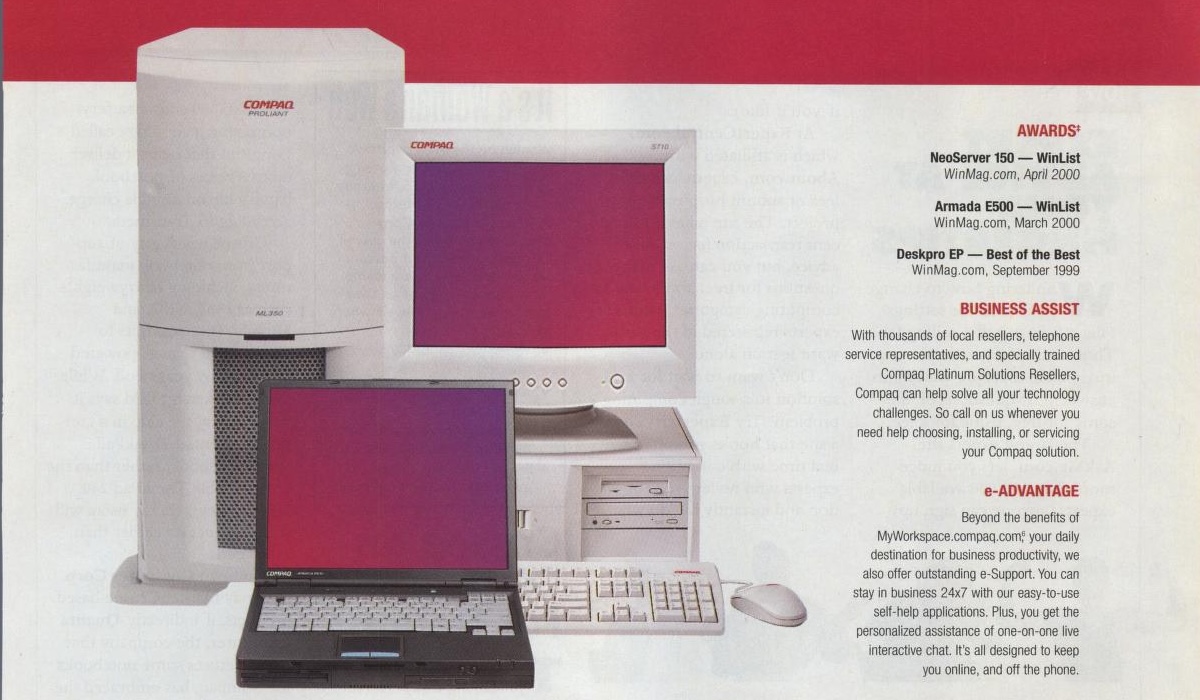 COMPAQ
PROLIANT
ML350
COMPAQ
S710
COMPAQ
COMPAQ
AWARDS‡
NeoServer 150 — WinList
WinMag.com, April 2000
Armada E500 — WinList
WinMag.com, March 2000
Deskpro EP — Best of the Best
WinMag.com, September 1999
BUSINESS ASSIST
With thousands of local resellers, telephone
service representatives, and specially trained
Compaq Platinum Solutions Resellers,
Compaq can help solve all your technology
challenges. So call on us whenever you
need help choosing, installing, or servicing
your Compaq solution.
e-ADVANTAGE
Beyond the benefits of
MyWorkspace.compaq.com,⁶ your daily
destination for business productivity, we
also offer outstanding e-Support. You can
stay in business 24x7 with our easy-to-use
self-help applications. Plus, you get the
personalized assistance of one-on-one live
interactive chat. It's all designed to keep
you online, and off the phone.